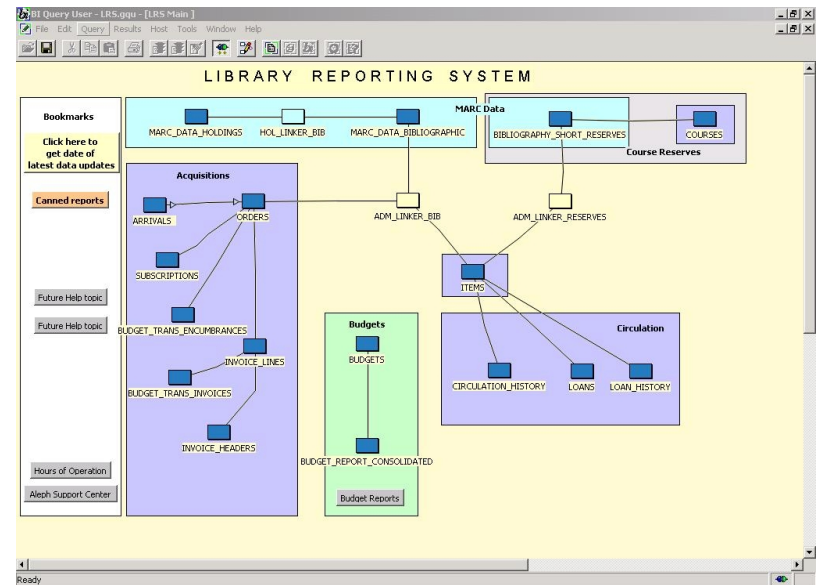 BI Query User - LRS.gqu - [LRS Main ]
File Edit Query Results Host Tools Window Help
LIBRARY REPORTING SYSTEM
Bookmarks
Click here to
get date of
latest data updates
Canned reports
Future Help topic
Future Help topic
Hours of Operation
Aleph Support Center
MARC Data
MARC_DATA_HOLDINGS
HOL_LINKER_BIB
MARC_DATA_BIBLIOGRAPHIC
BIBLIOGRAPHY_SHORT_RESERVES
COURSES
Course Reserves
Acquisitions
ARRIVALS
ORDERS
ADM_LINKER_BIB
ADM_LINKER_RESERVES
SUBSCRIPTIONS
ITEMS
BUDGET_TRANS_ENCUMBRANCES
INVOICE_LINES
BUDGET_TRANS_INVOICES
INVOICE_HEADERS
Budgets
BUDGETS
BUDGET_REPORT_CONSOLIDATED
Budget Reports
Circulation
CIRCULATION_HISTORY
LOANS
LOAN_HISTORY
Ready